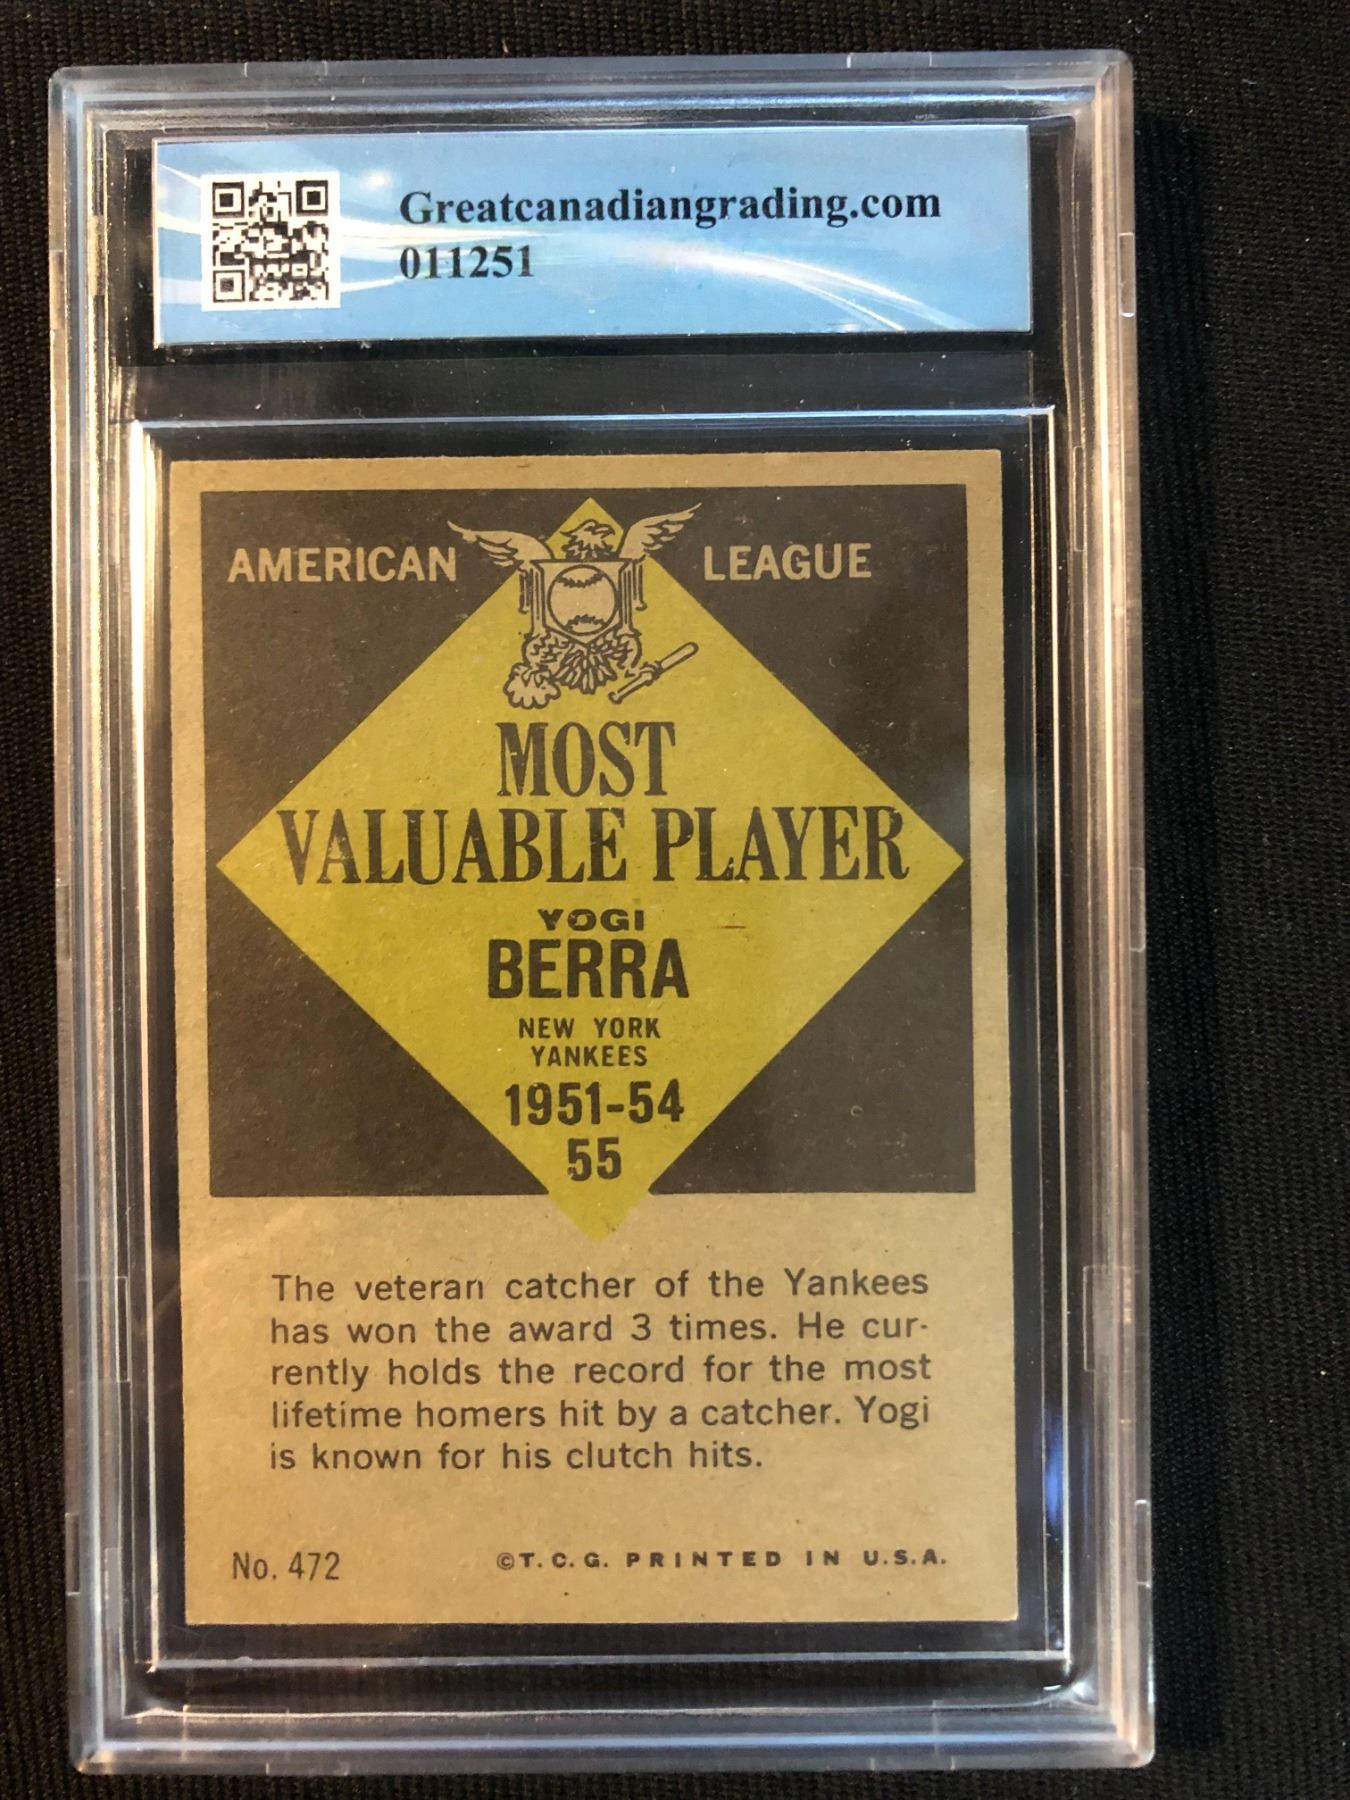 Greatcanadiangrading.com
011251
AMERICAN LEAGUE
MOST
VALUABLE PLAYER
YOGI
BERRA
NEW YORK
YANKEES
1951-54
55
The veteran catcher of the Yankees
has won the award 3 times. He cur-
rently holds the record for the most
lifetime homers hit by a catcher. Yogi
is known for his clutch hits.
No. 472 ©T.C.G. PRINTED IN U.S.A.